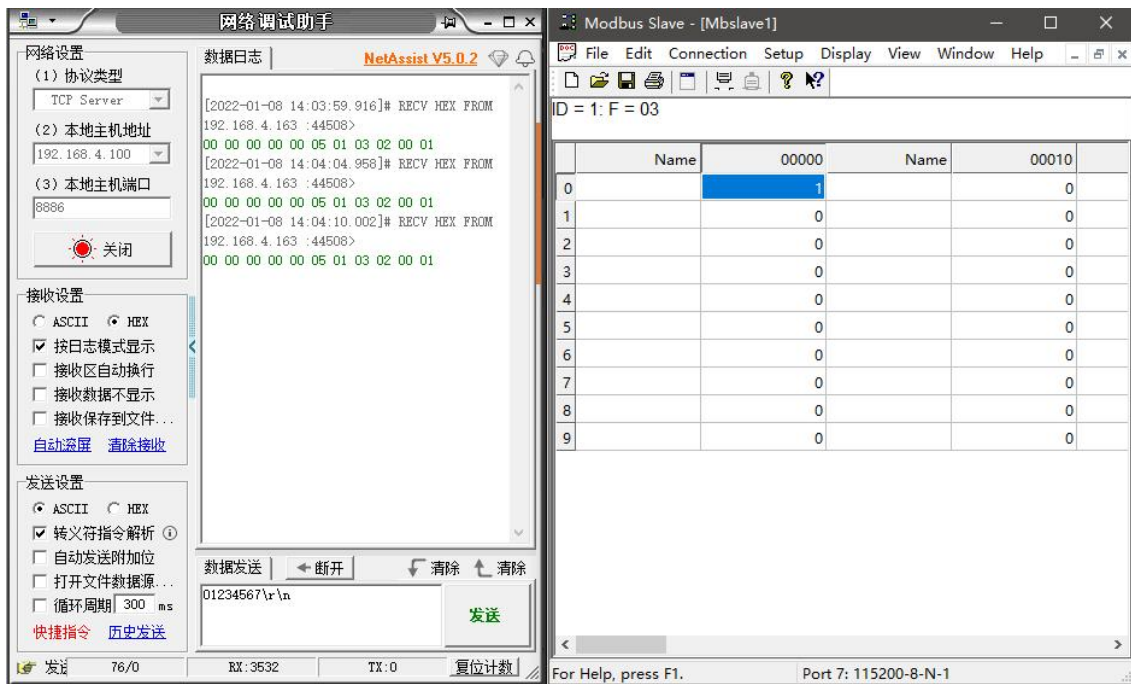 网络调试助手
网络设置
(1) 协议类型
TCP Server
(2) 本地主机地址
192.168.4.100
(3) 本地主机端口
8886
关闭
接收设置
ASCII HEX
按日志模式显示
接收区自动换行
接收数据不显示
接收保存到文件...
自动滚屏 清除接收
发送设置
ASCII HEX
转义符指令解析
自动发送附加位
打开文件数据源...
循环周期 300 ms
快捷指令 历史发送
数据日志 NetAssist V5.0.2
[2022-01-08 14:03:59.916]# RECV HEX FROM
192.168.4.163 :44508>
00 00 00 00 00 05 01 03 02 00 01
[2022-01-08 14:04:04.958]# RECV HEX FROM
192.168.4.163 :44508>
00 00 00 00 00 05 01 03 02 00 01
[2022-01-08 14:04:10.002]# RECV HEX FROM
192.168.4.163 :44508>
00 00 00 00 00 05 01 03 02 00 01
数据发送 断开 清除 清除
01234567\r\n
发送
76/0 RX:3532 TX:0 复位计数
Modbus Slave - [Mbslave1]
File Edit Connection Setup Display View Window Help
ID = 1: F = 03
Name 00000 Name 00010
0 1 0
1 0 0
2 0 0
3 0 0
4 0 0
5 0 0
6 0 0
7 0 0
8 0 0
9 0 0
For Help, press F1. Port 7: 115200-8-N-1